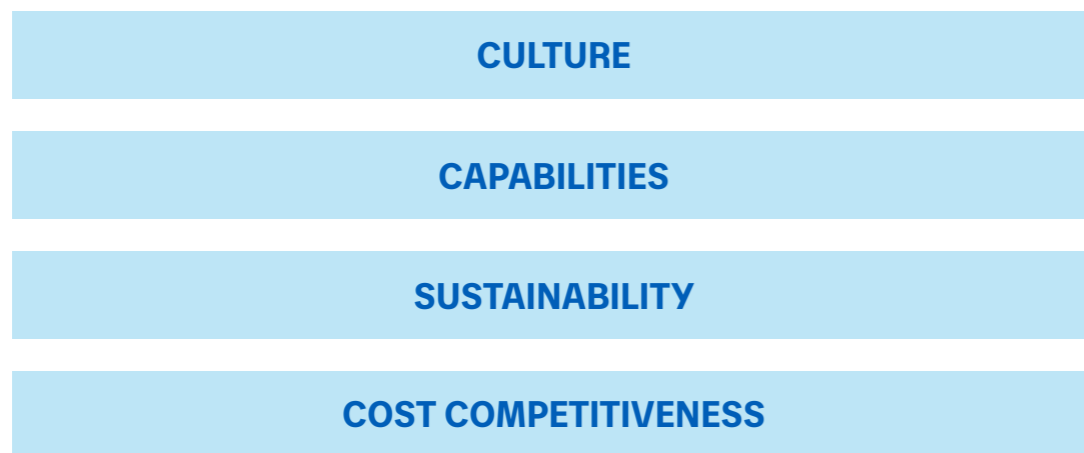 CULTURE
CAPABILITIES
SUSTAINABILITY
COST COMPETITIVENESS